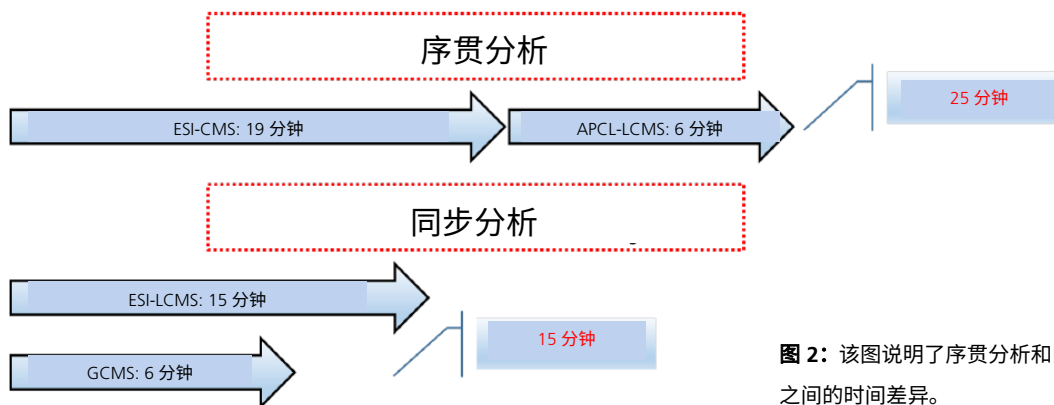 序贯分析
25 分钟
ESI-CMS: 19 分钟
APCL-LCMS: 6 分钟
同步分析
ESI-LCMS: 15 分钟
15 分钟
GCMS: 6 分钟
图 2：该图说明了序贯分析和
之间的时间差异。